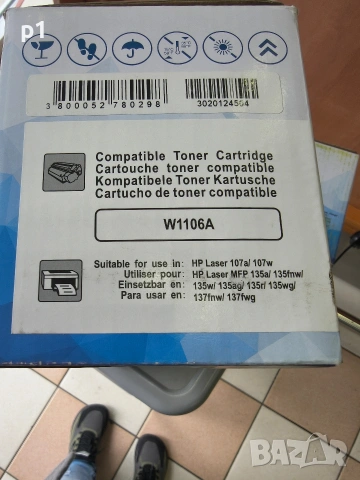 p1
3 800052 780298
3020124504
Compatible Toner Cartridge
Cartouche toner compatible
Kompatibele Toner Kartusche
Cartucho de toner compatible
W1106A
Suitable for use in: HP Laser 107a/ 107w
Utiliser pour: HP Laser MFP 135a/ 135fnw/
Einsetzbar en: 135w/ 135ag/ 135r/ 135wg/
Para usar en: 137fnw/ 137fwg
BAZAR